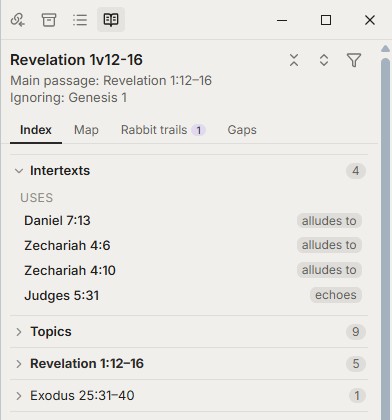 Revelation 1v12-16
Main passage: Revelation 1:12–16
Ignoring: Genesis 1
Index Map Rabbit trails 1 Gaps
Intertexts 4
USES
Daniel 7:13 alludes to
Zechariah 4:6 alludes to
Zechariah 4:10 alludes to
Judges 5:31 echoes
Topics 9
Revelation 1:12–16 5
Exodus 25:31–40 1